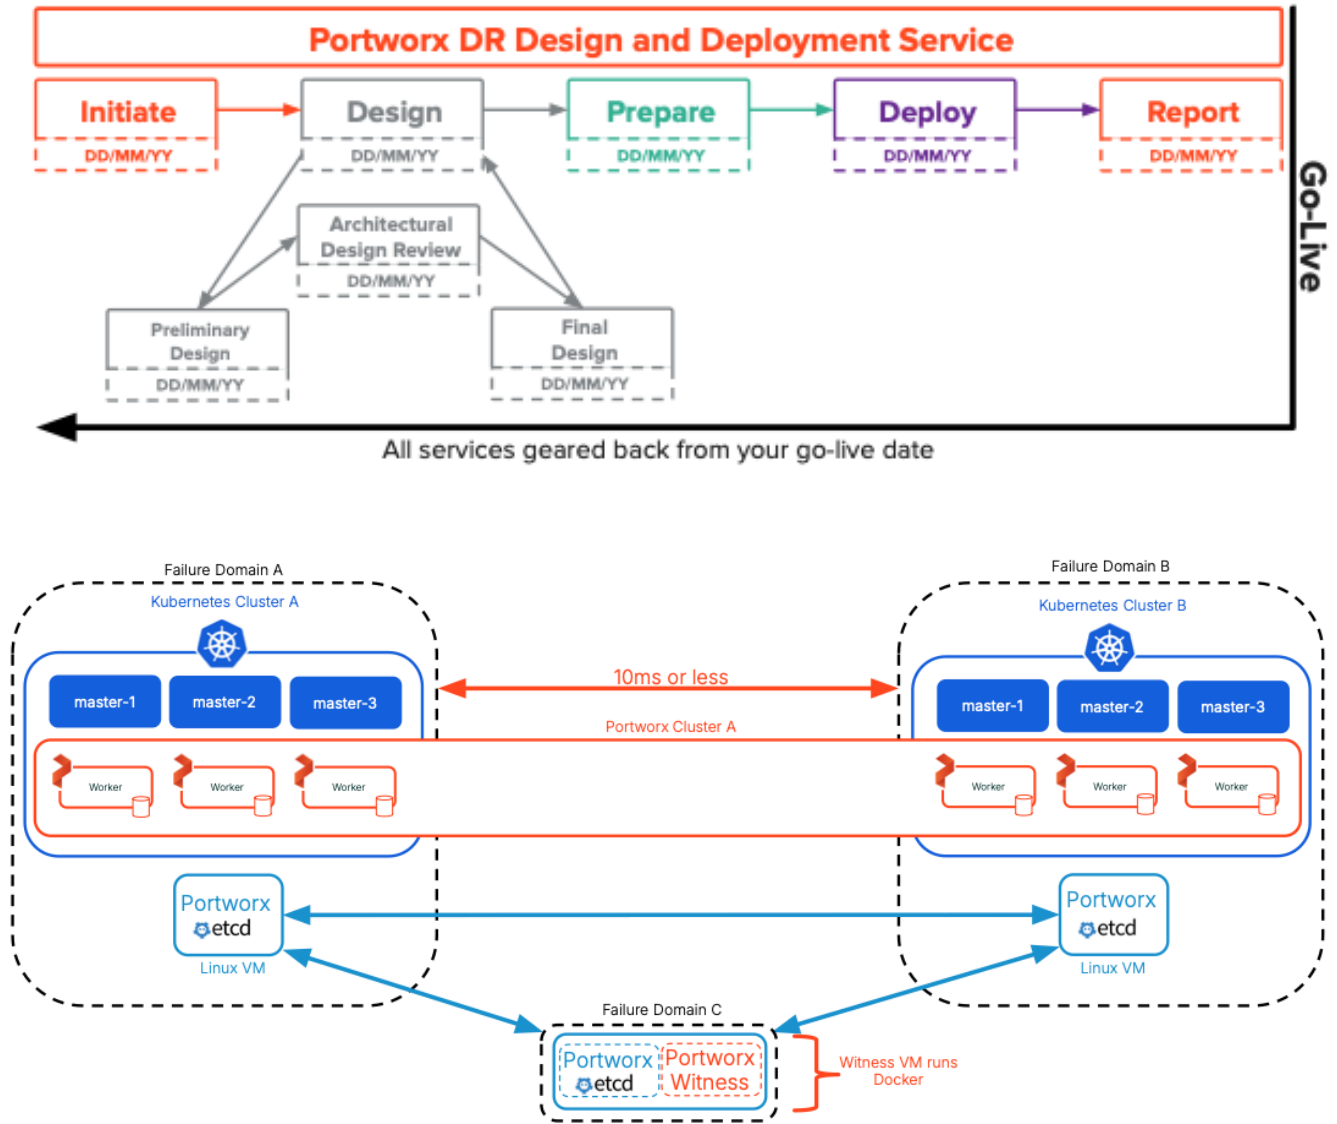 Portworx DR Design and Deployment Service
Initiate
DD/MM/YY
Design
DD/MM/YY
Prepare
DD/MM/YY
Deploy
DD/MM/YY
Report
DD/MM/YY
Go-Live
Architectural
Design Review
DD/MM/YY
Preliminary
Design
DD/MM/YY
Final
Design
DD/MM/YY
All services geared back from your go-live date
Failure Domain A
Kubernetes Cluster A
master-1
master-2
master-3
Failure Domain B
Kubernetes Cluster B
master-1
master-2
master-3
10ms or less
Portworx Cluster A
Worker
Worker
Worker
Worker
Worker
Worker
Portworx
etcd
Linux VM
Portworx
etcd
Linux VM
Failure Domain C
Portworx
etcd
Portworx
Witness
Witness VM runs
Docker